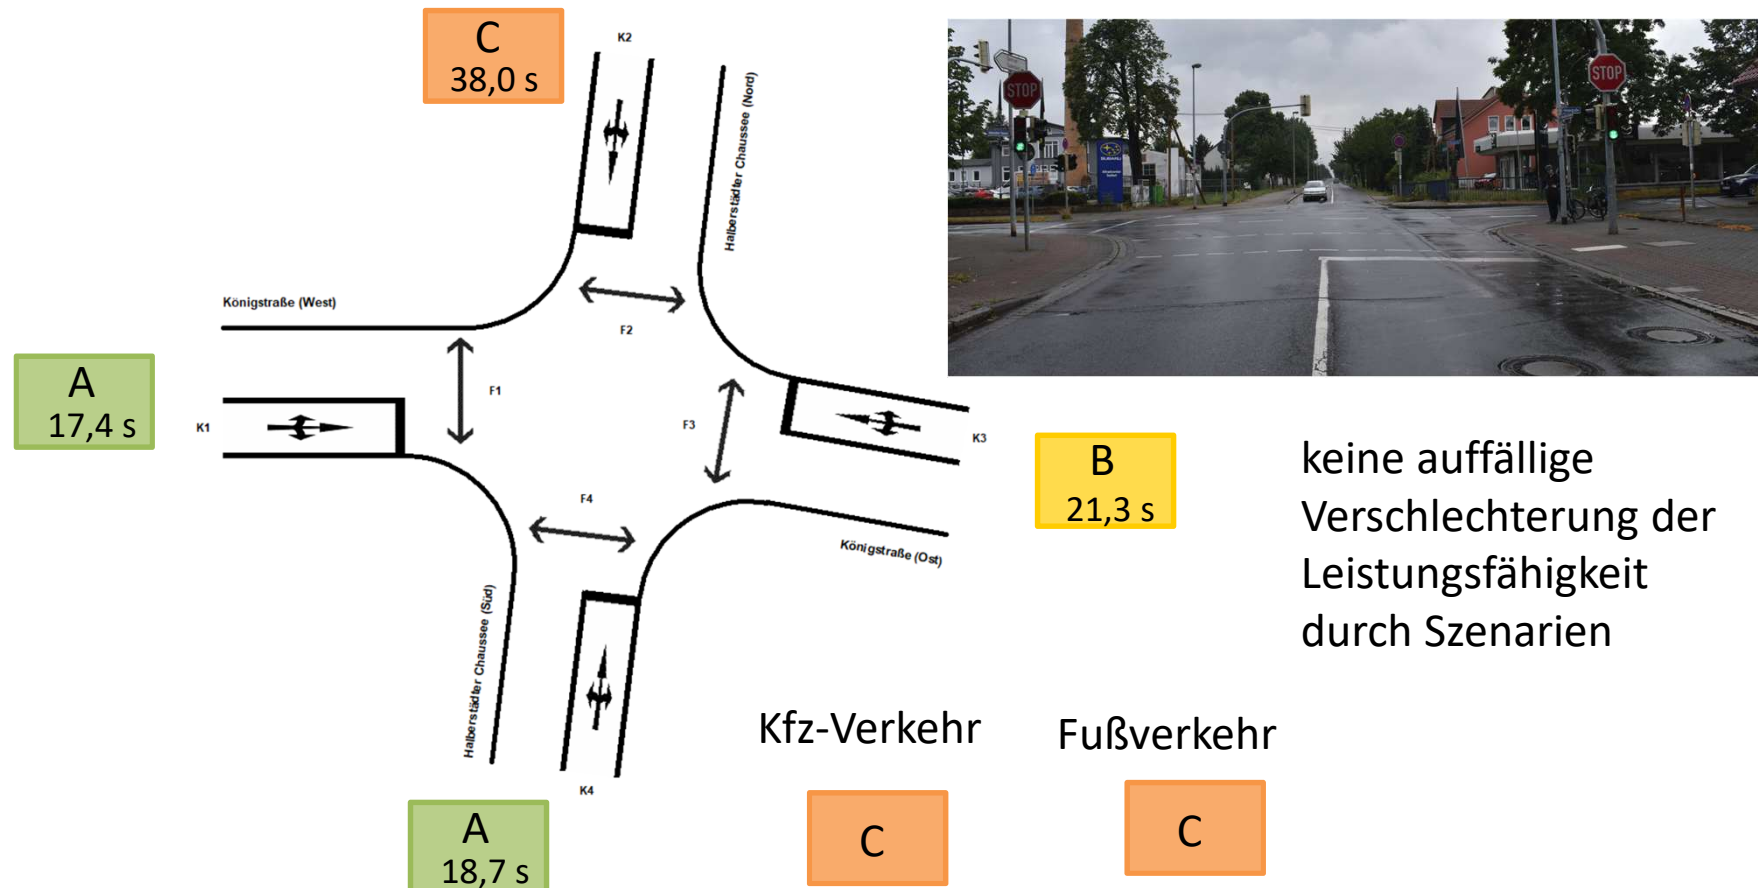 C
38,0 s
K2
Halberstädter Chaussee (Nord)
STOP
STOP
SUBARU
Königstraße (West)
F2
A
17,4 s
K1
F1
F3
K3
B
21,3 s
keine auffällige
Verschlechterung der
Leistungsfähigkeit
durch Szenarien
F4
Königstraße (Ost)
Halberstädter Chaussee (Süd)
K4
Kfz-Verkehr
Fußverkehr
A
18,7 s
C
C